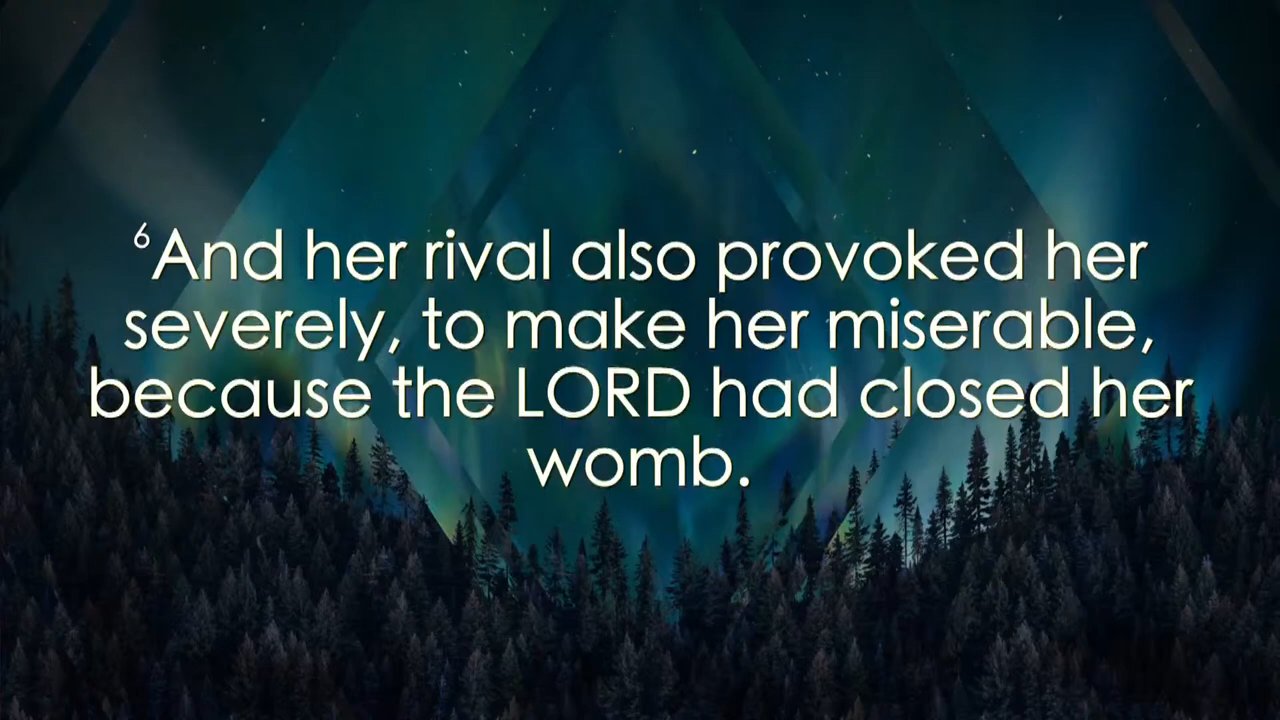 ⁶And her rival also provoked her
severely, to make her miserable,
because the LORD had closed her
womb.